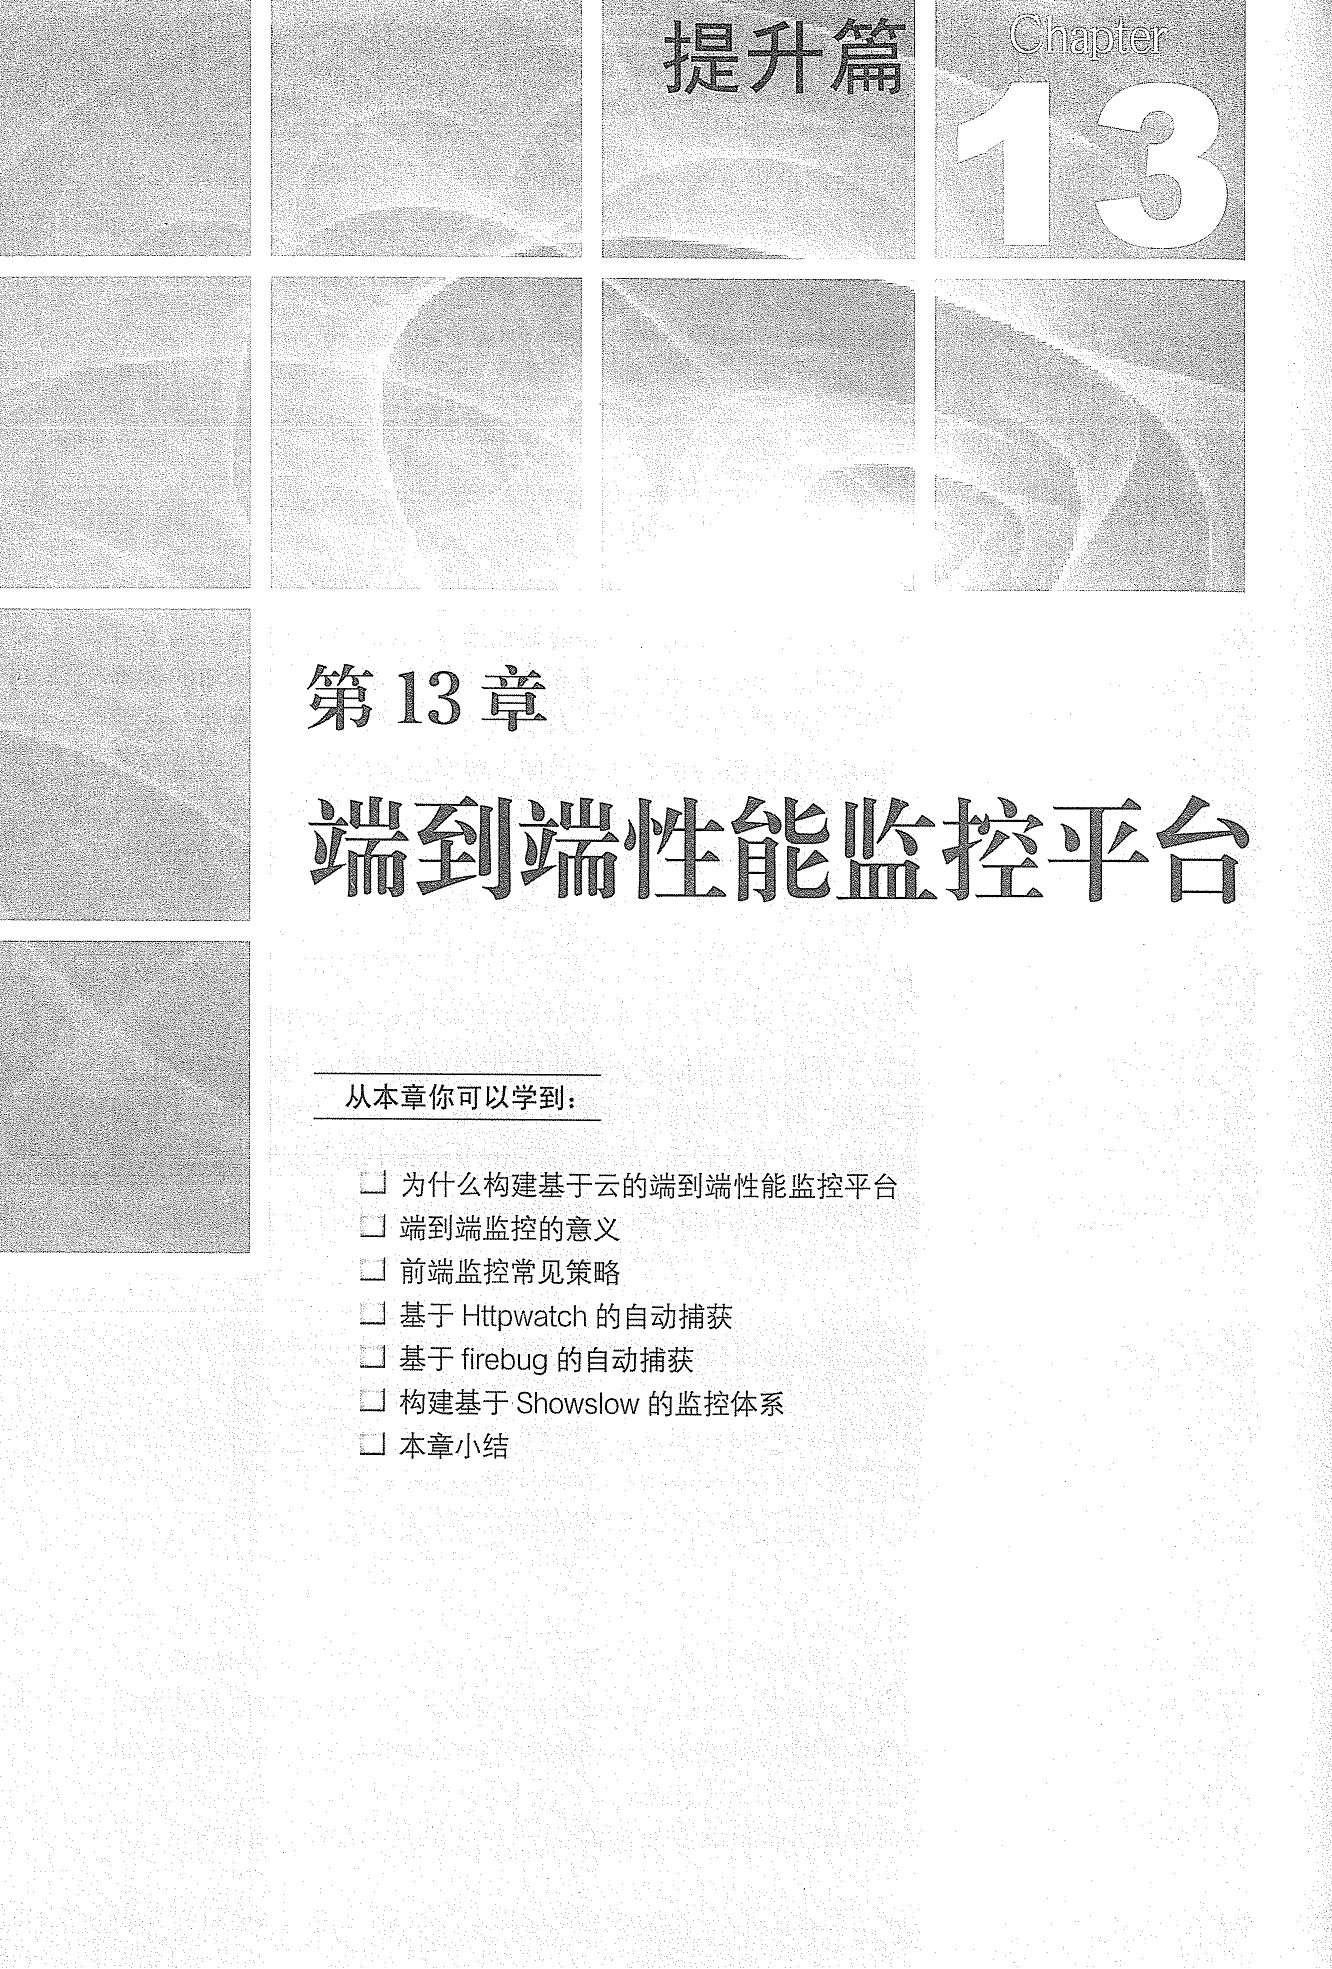 提升篇
Chapter
13
第 13 章
端到端性能监控平台
从本章你可以学到：
为什么构建基于云的端到端性能监控平台
端到端监控的意义
前端监控常见策略
基于 Httpwatch 的自动捕获
基于 firebug 的自动捕获
构建基于 Showslow 的监控体系
本章小结